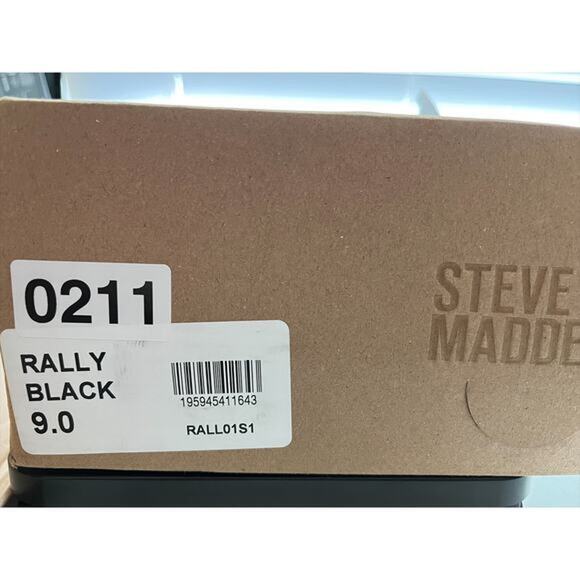 0211
RALLY
BLACK
9.0
195945411643
RALL01S1
STEVE
MADDE